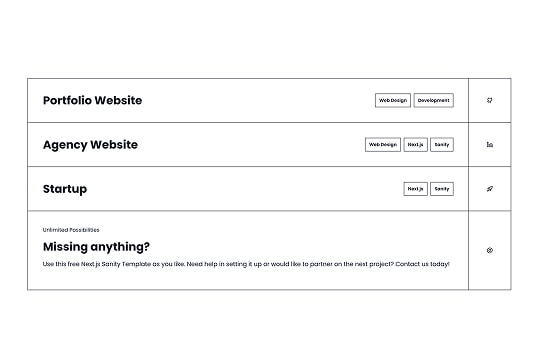 Portfolio Website
Web Design Development
Agency Website
Web Design Next.js Sanity
Startup
Next.js Sanity
Unlimited Possibilities
Missing anything?
Use this free Next.js Sanity Template as you like. Need help in setting it up or would like to partner on the next project? Contact us today!